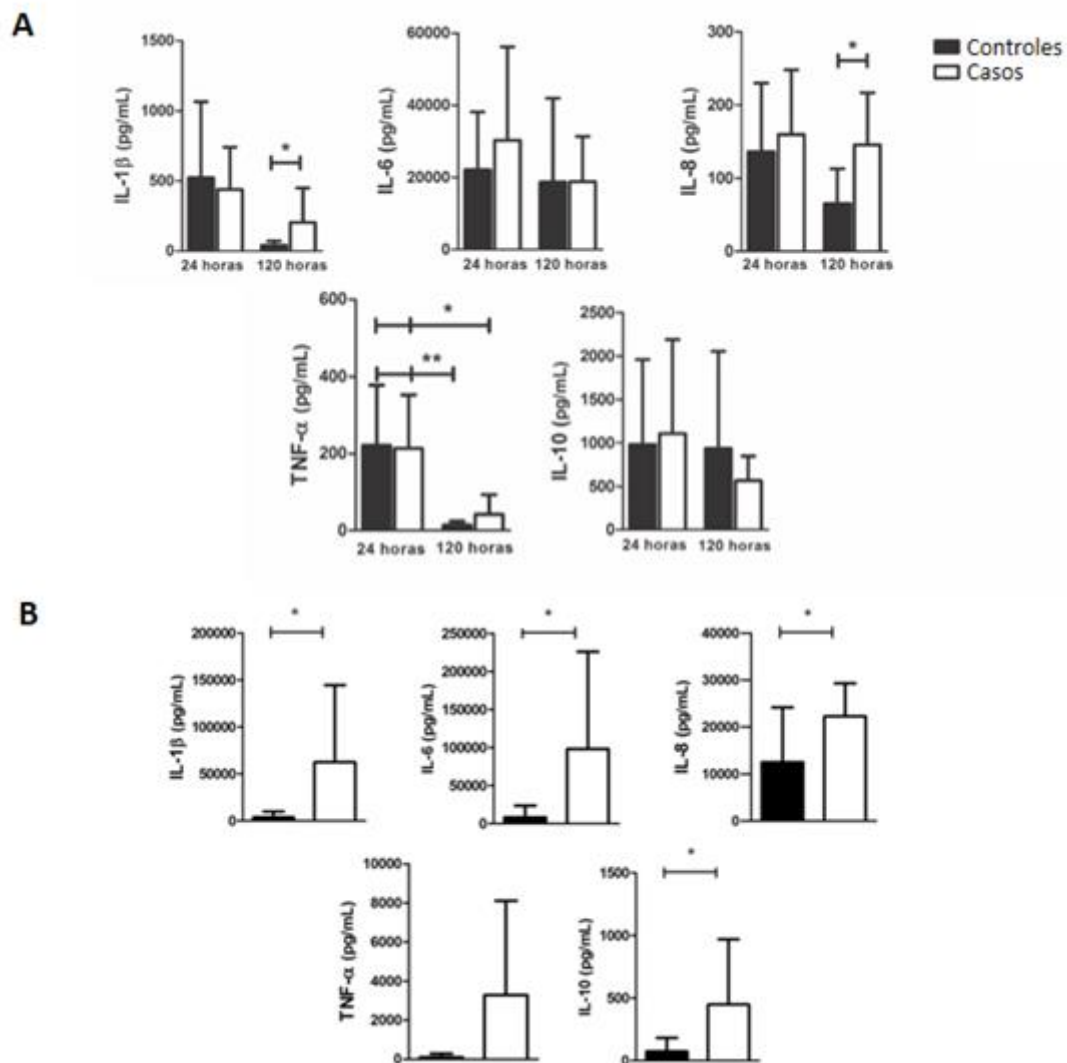 A
Controles
Casos
IL-1β (pg/mL)
1500
1000
500
0
*
24 horas 120 horas
IL-6 (pg/mL)
60000
40000
20000
0
24 horas 120 horas
IL-8 (pg/mL)
300
200
100
0
*
24 horas 120 horas
TNF-α (pg/mL)
600
400
200
0
*
**
24 horas 120 horas
IL-10 (pg/mL)
2500
2000
1500
1000
500
0
24 horas 120 horas
B
IL-1β (pg/mL)
200000
150000
100000
50000
0
*
IL-6 (pg/mL)
250000
200000
150000
100000
50000
0
*
IL-8 (pg/mL)
40000
30000
20000
10000
0
*
TNF-α (pg/mL)
10000
8000
6000
4000
2000
0
IL-10 (pg/mL)
1500
1000
500
0
*